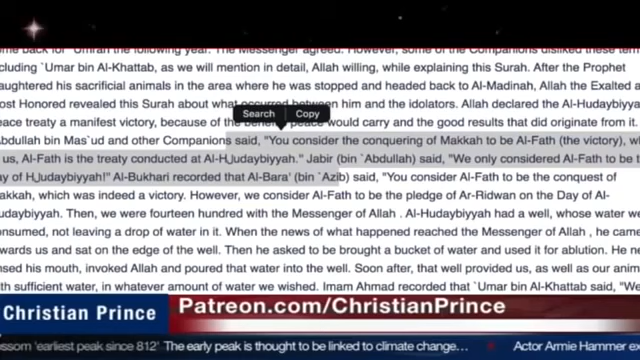 ome back for `Umrah the following year. The Messenger agreed. However, some of the Companions disliked these ter
cluding `Umar bin Al-Khattab, as we will mention in detail, Allah willing, while explaining this Surah. After the Prophet
aughtered his sacrificial animals in the area where he was stopped and headed back to Al-Madinah, Allah the Exalted a
ost Honored revealed this Surah about what occurred between him and the idolators. Allah declared the Al-Hudaybiyyah
eace treaty a manifest victory, because of the benefits peace would carry and the good results that did originate from it.
Search Copy
Abdullah bin Mas`ud and other Companions said, "You consider the conquering of Makkah to be Al-Fath (the victory), wh
us, Al-Fath is the treaty conducted at Al-Hudaybiyyah." Jabir (bin `Abdullah) said, "We only considered Al-Fath to be t
ay of Hudaybiyyah!" Al-Bukhari recorded that Al-Bara' (bin `Azib) said, "You consider Al-Fath to be the conquest of
akkah, which was indeed a victory. However, we consider Al-Fath to be the pledge of Ar-Ridwan on the Day of Al-
udaybiyyah. Then, we were fourteen hundred with the Messenger of Allah . Al-Hudaybiyyah had a well, whose water we
onsumed, not leaving a drop of water in it. When the news of what happened reached the Messenger of Allah , he came
wards us and sat on the edge of the well. Then he asked to be brought a bucket of water and used it for ablution. He ne
nsed his mouth, invoked Allah and poured that water into the well. Soon after, that well provided us, as well as our anim
ith sufficient water, in whatever amount of water we wished. Imam Ahmad recorded that `Umar bin Al-Khattab said, "We
Christian Prince
Patreon.com/ChristianPrince
osom 'earliest peak since 812' The early peak is thought to be linked to climate change... Actor Armie Hammer ex